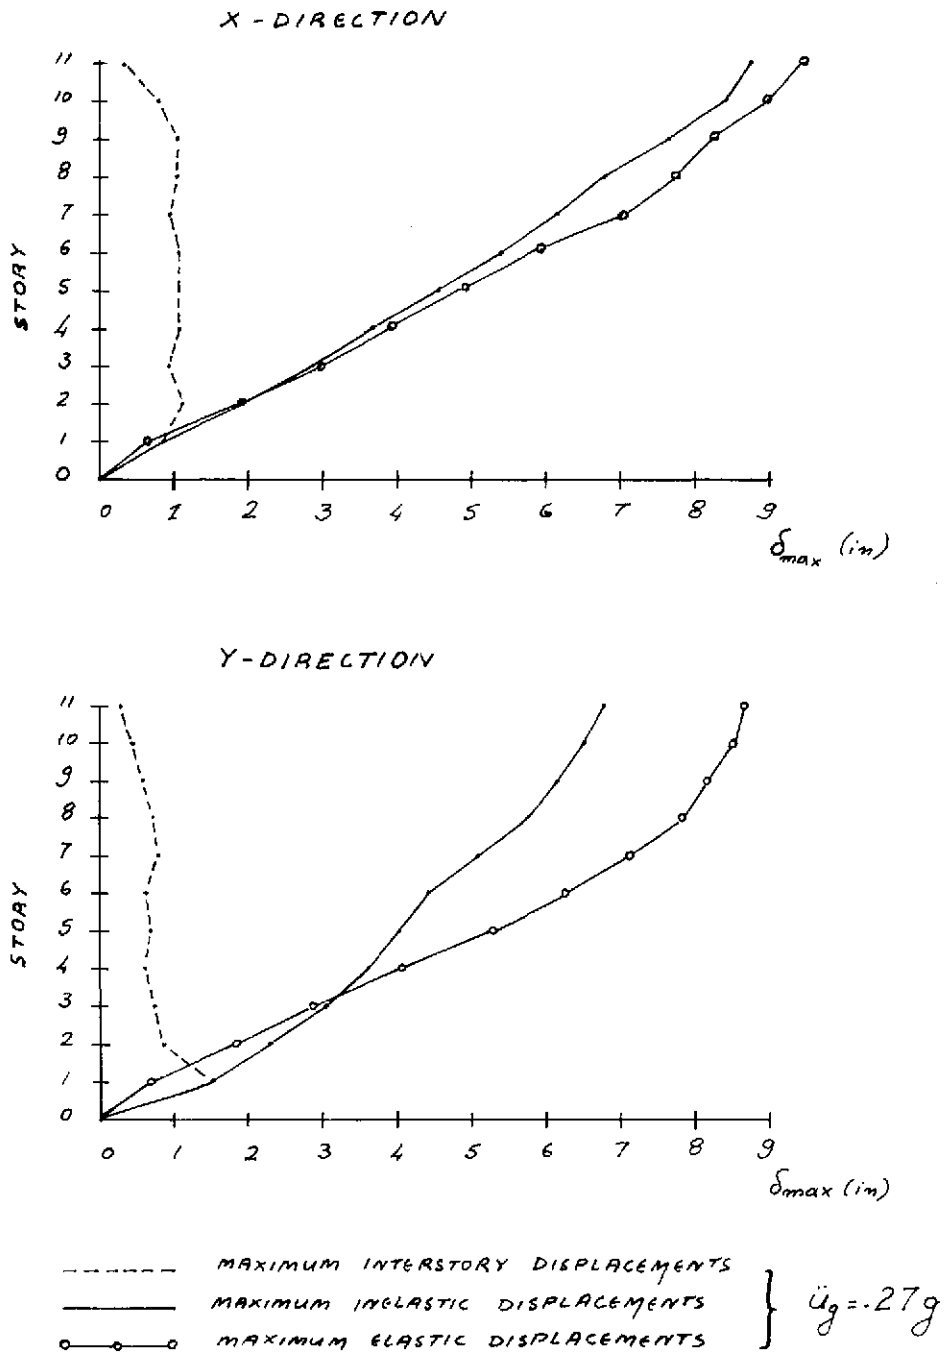 X - DIRECTION
11
10
9
8
7
6
5
4
3
2
1
0
STORY
0 1 2 3 4 5 6 7 8 9
δmax (in)
Y - DIRECTION
11
10
9
8
7
6
5
4
3
2
1
0
STORY
0 1 2 3 4 5 6 7 8 9
δmax (in)
MAXIMUM INTERSTORY DISPLACEMENTS
MAXIMUM INELASTIC DISPLACEMENTS
MAXIMUM ELASTIC DISPLACEMENTS
üg = .27g